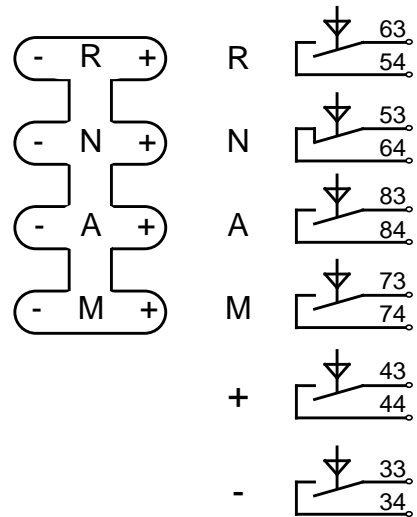 - R +
- N +
- A +
- M +
R 63
54
N 53
64
A 83
84
M 73
74
+ 43
44
- 33
34